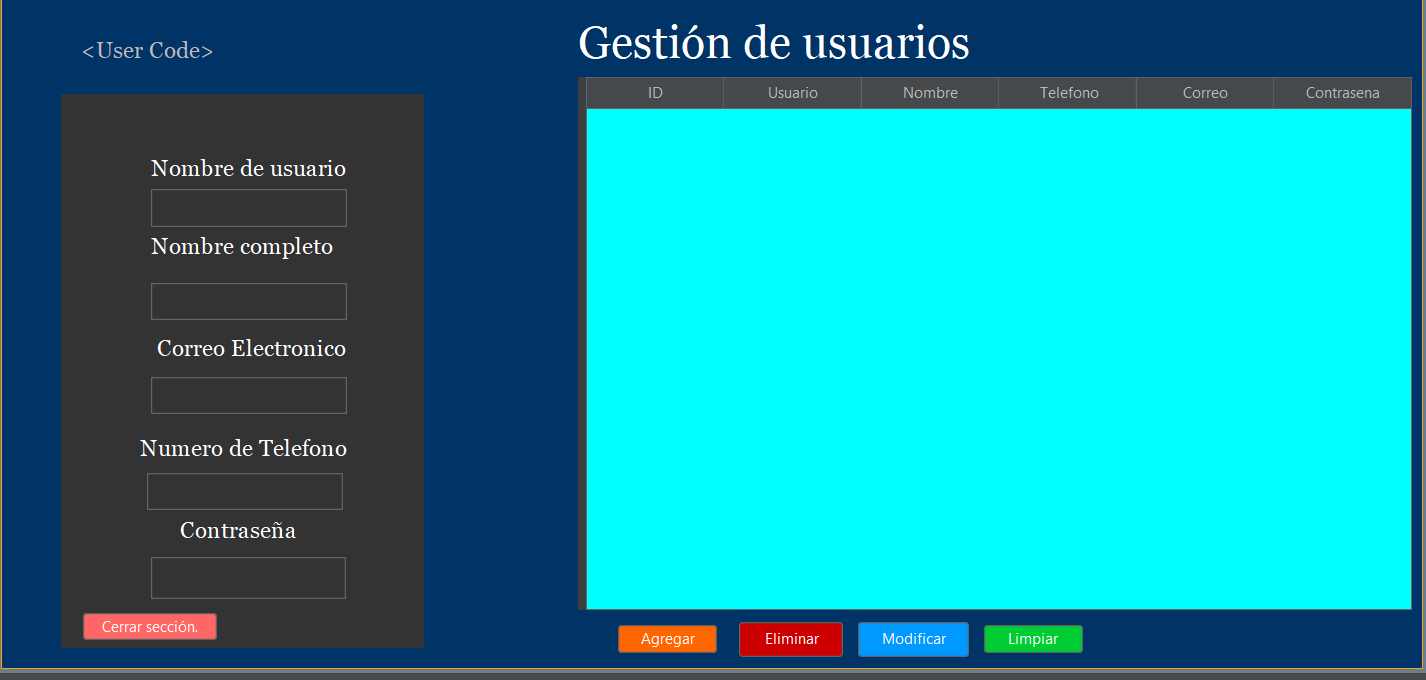 <User Code>
Nombre de usuario
Nombre completo
Correo Electronico
Numero de Telefono
Contraseña
Cerrar sección.
Gestión de usuarios
ID Usuario Nombre Telefono Correo Contrasena
Agregar Eliminar Modificar Limpiar